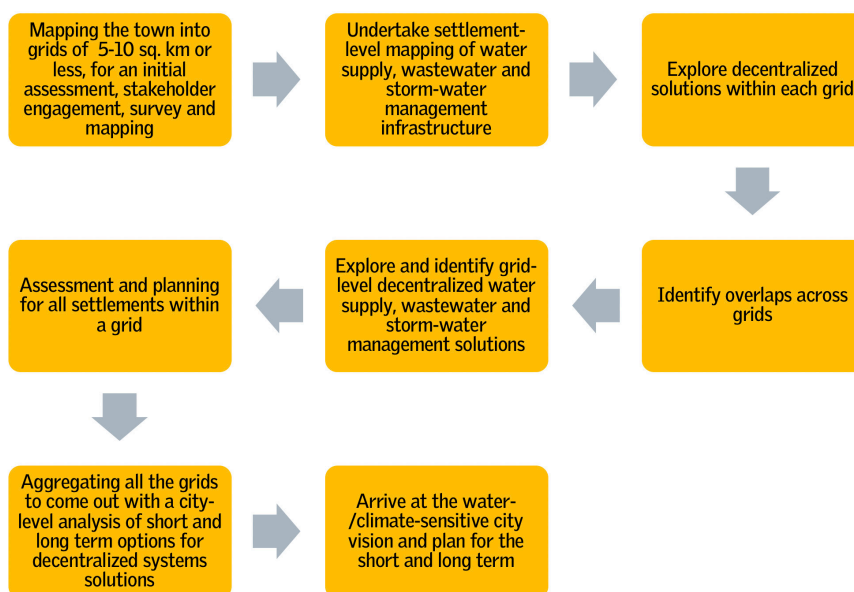 Mapping the town into
grids of 5-10 sq. km or
less, for an initial
assessment, stakeholder
engagement, survey and
mapping
Undertake settlement-
level mapping of water
supply, wastewater and
storm-water
management
infrastructure
Explore decentralized
solutions within each grid
Identify overlaps across
grids
Explore and identify grid-
level decentralized water
supply, wastewater and
storm-water
management solutions
Assessment and planning
for all settlements within
a grid
Aggregating all the grids
to come out with a city-
level analysis of short and
long term options for
decentralized systems
solutions
Arrive at the water-
/climate-sensitive city
vision and plan for the
short and long term